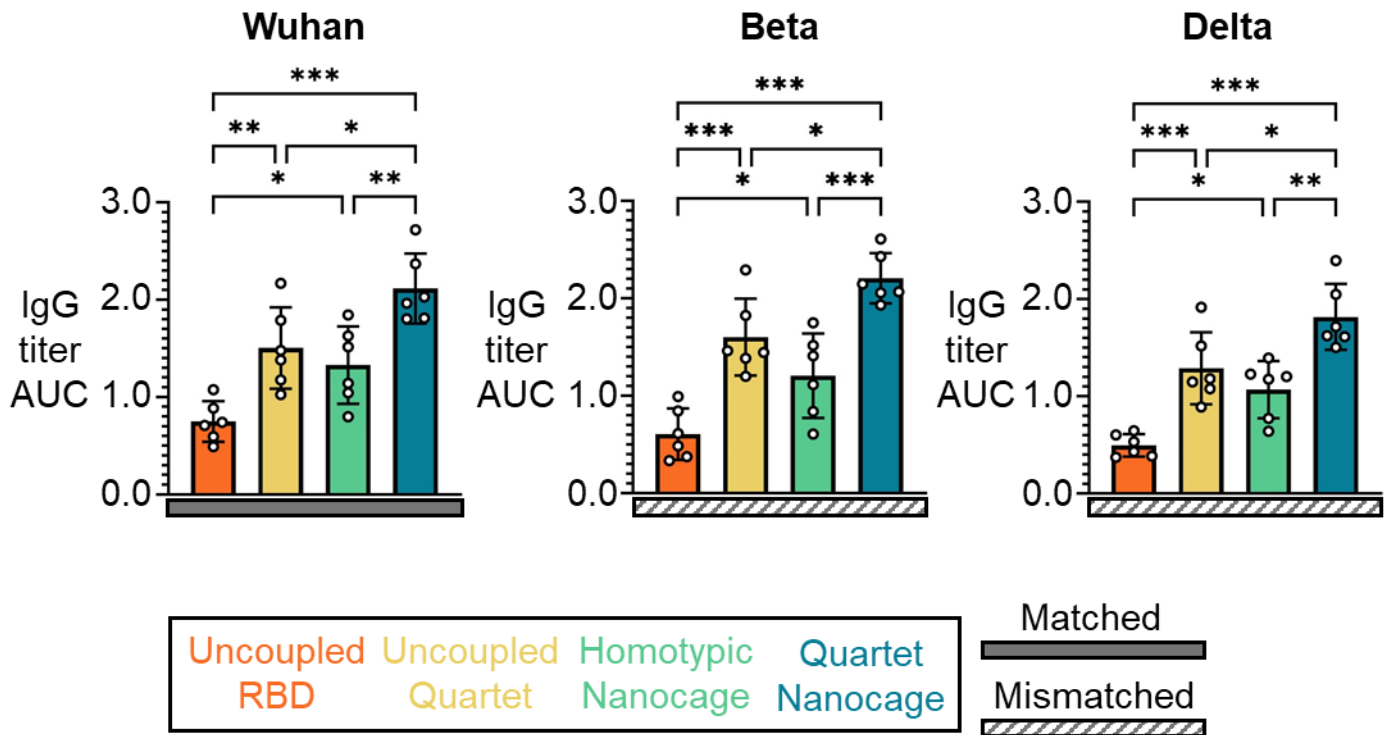 Wuhan
***
** *
* **
3.0
2.0
1.0
0.0
IgG
titer
AUC
Beta
***
*** *
* ***
3.0
2.0
1.0
0.0
IgG
titer
AUC
Delta
***
*** *
* **
3.0
2.0
1.0
0.0
IgG
titer
AUC
Uncoupled
RBD
Uncoupled
Quartet
Homotypic
Nanocage
Quartet
Nanocage
Matched
Mismatched